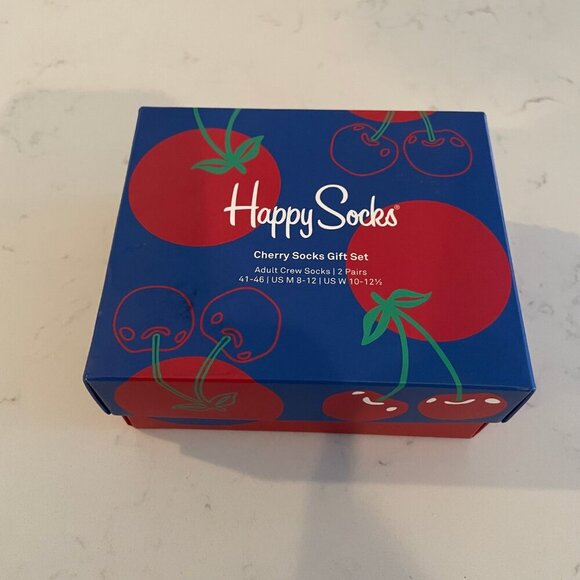 Happy Socks®
Cherry Socks Gift Set
Adult Crew Socks | 2 Pairs
41-46 | US M 8-12 | US W 10-12½